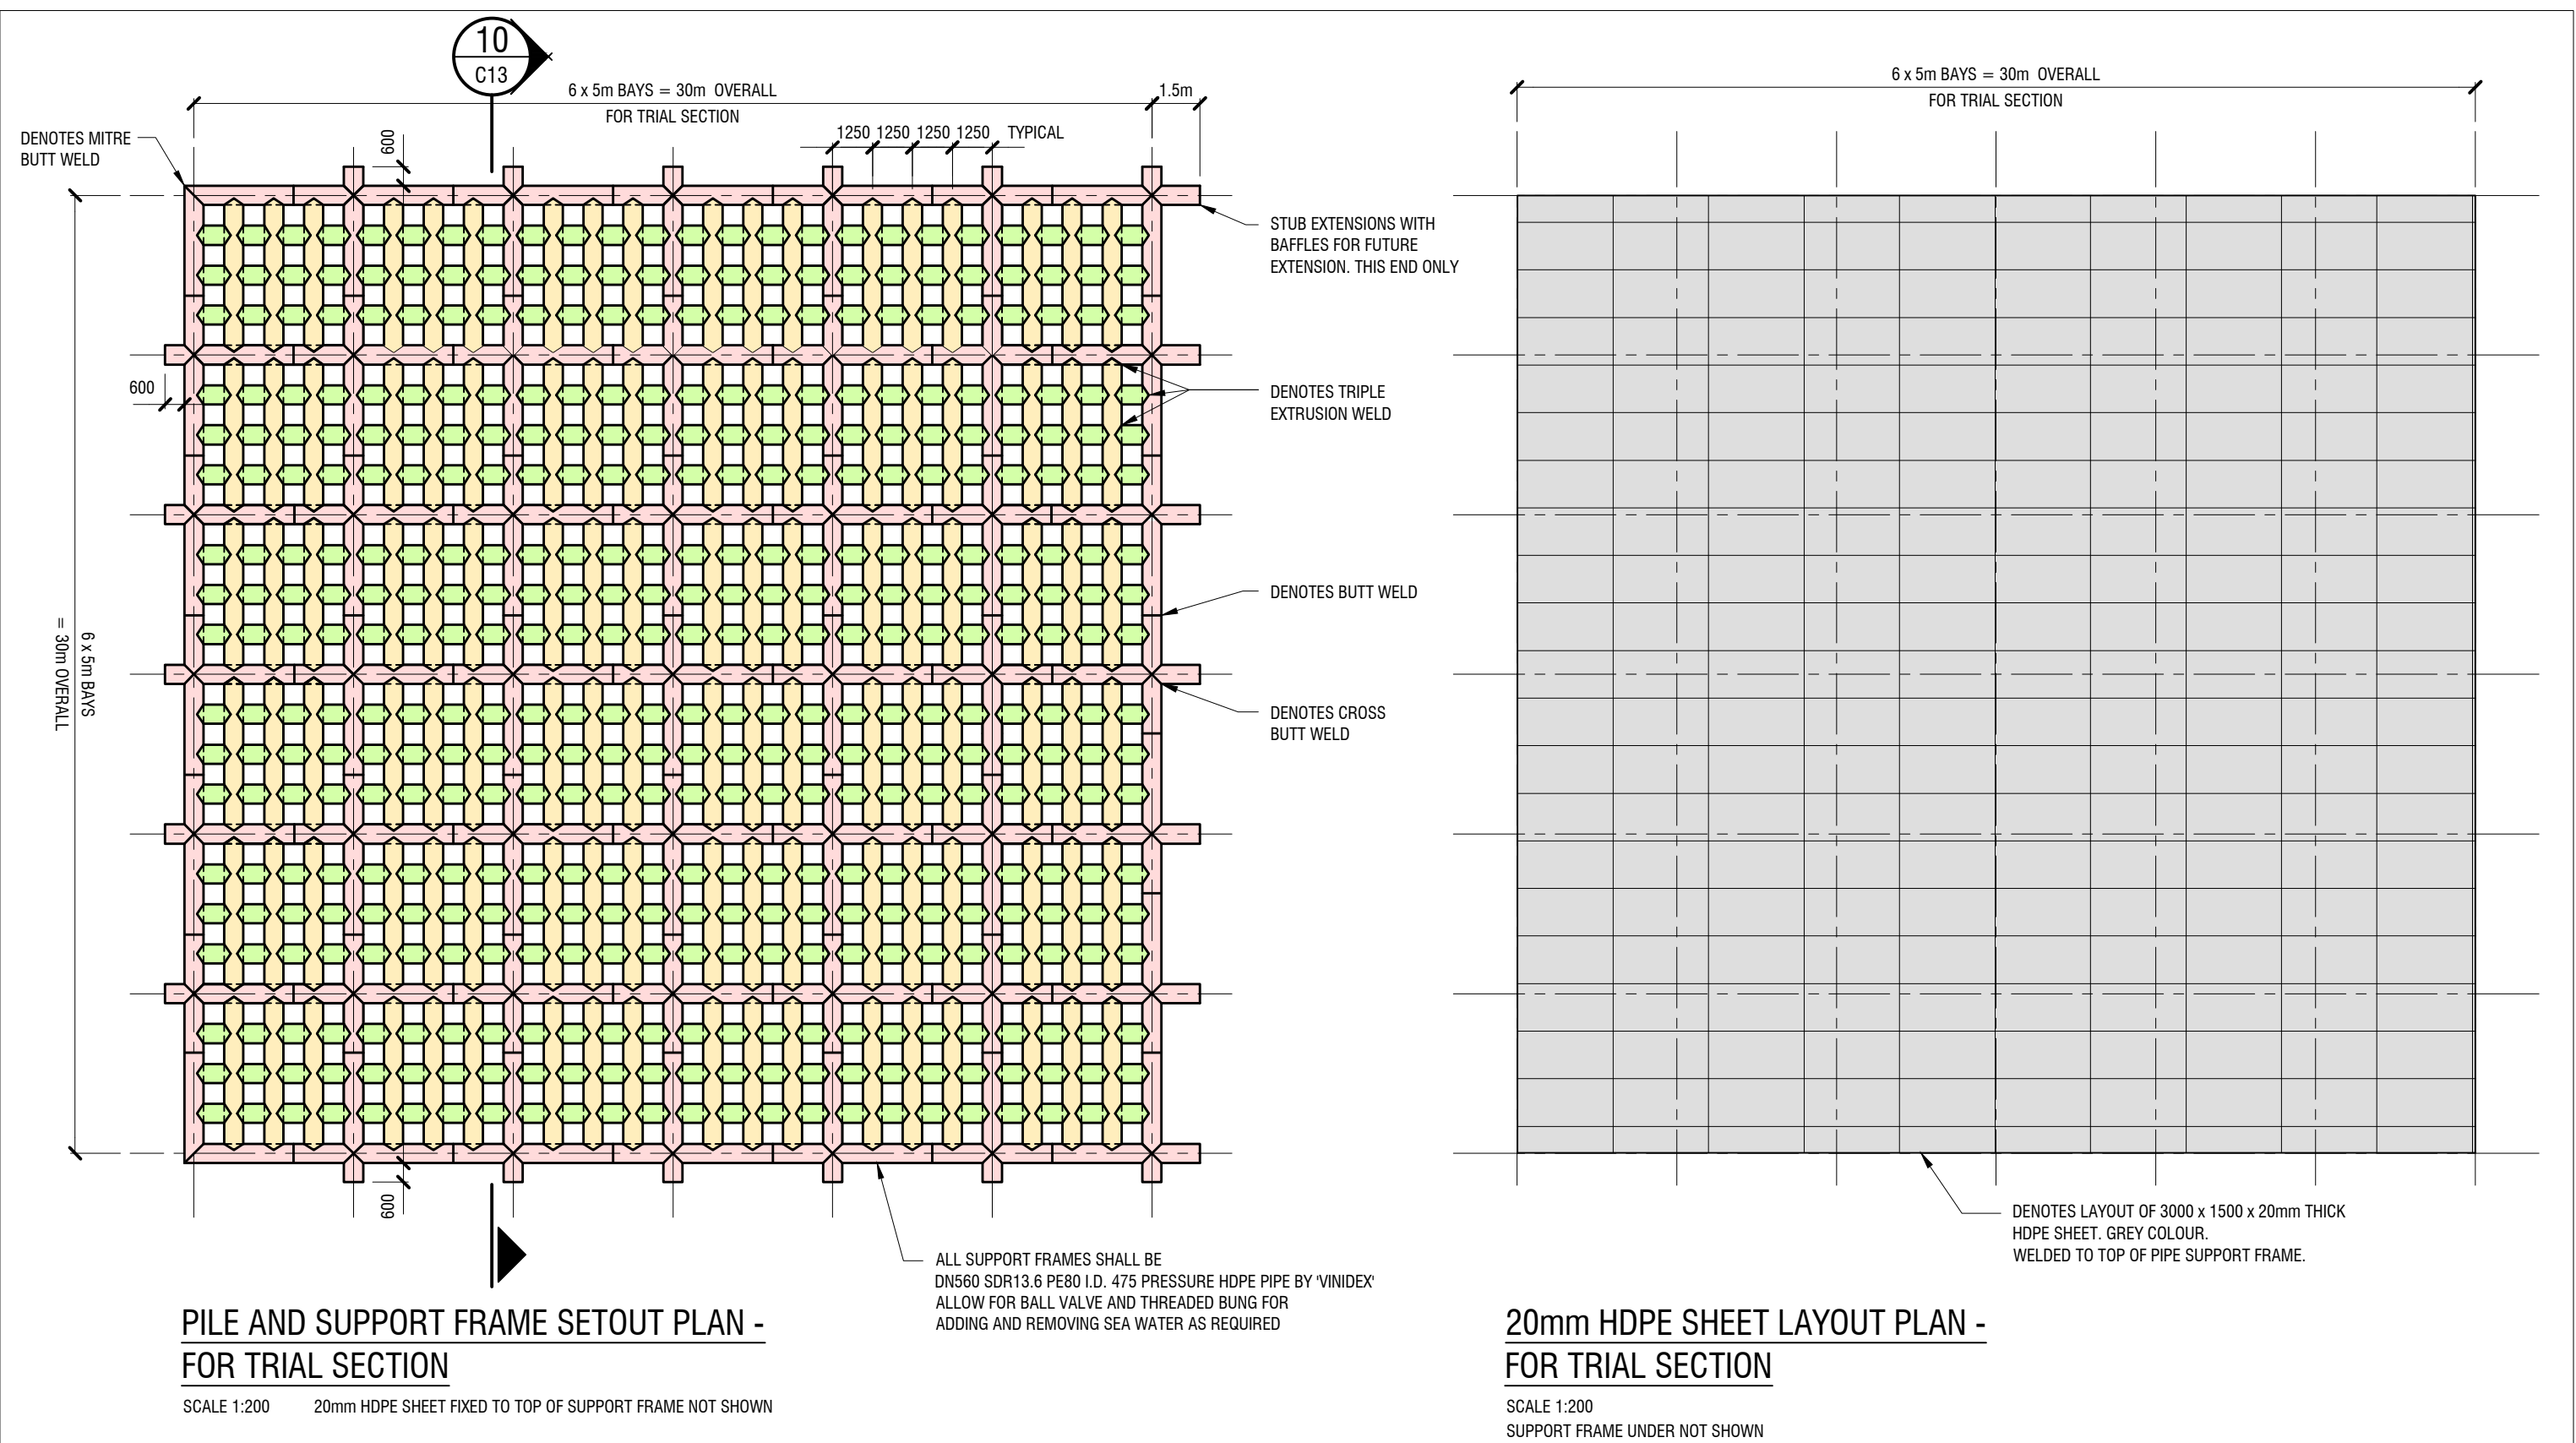 10
C13
6 x 5m BAYS = 30m OVERALL
FOR TRIAL SECTION
1.5m
DENOTES MITRE
BUTT WELD
600
1250 1250 1250 1250 TYPICAL
STUB EXTENSIONS WITH
BAFFLES FOR FUTURE
EXTENSION. THIS END ONLY
600
DENOTES TRIPLE
EXTRUSION WELD
DENOTES BUTT WELD
6 x 5m BAYS
= 30m OVERALL
DENOTES CROSS
BUTT WELD
600
ALL SUPPORT FRAMES SHALL BE
DN560 SDR13.6 PE80 I.D. 475 PRESSURE HDPE PIPE BY 'VINIDEX'
ALLOW FOR BALL VALVE AND THREADED BUNG FOR
ADDING AND REMOVING SEA WATER AS REQUIRED
PILE AND SUPPORT FRAME SETOUT PLAN -
FOR TRIAL SECTION
SCALE 1:200 20mm HDPE SHEET FIXED TO TOP OF SUPPORT FRAME NOT SHOWN
6 x 5m BAYS = 30m OVERALL
FOR TRIAL SECTION
DENOTES LAYOUT OF 3000 x 1500 x 20mm THICK
HDPE SHEET. GREY COLOUR.
WELDED TO TOP OF PIPE SUPPORT FRAME.
20mm HDPE SHEET LAYOUT PLAN -
FOR TRIAL SECTION
SCALE 1:200
SUPPORT FRAME UNDER NOT SHOWN